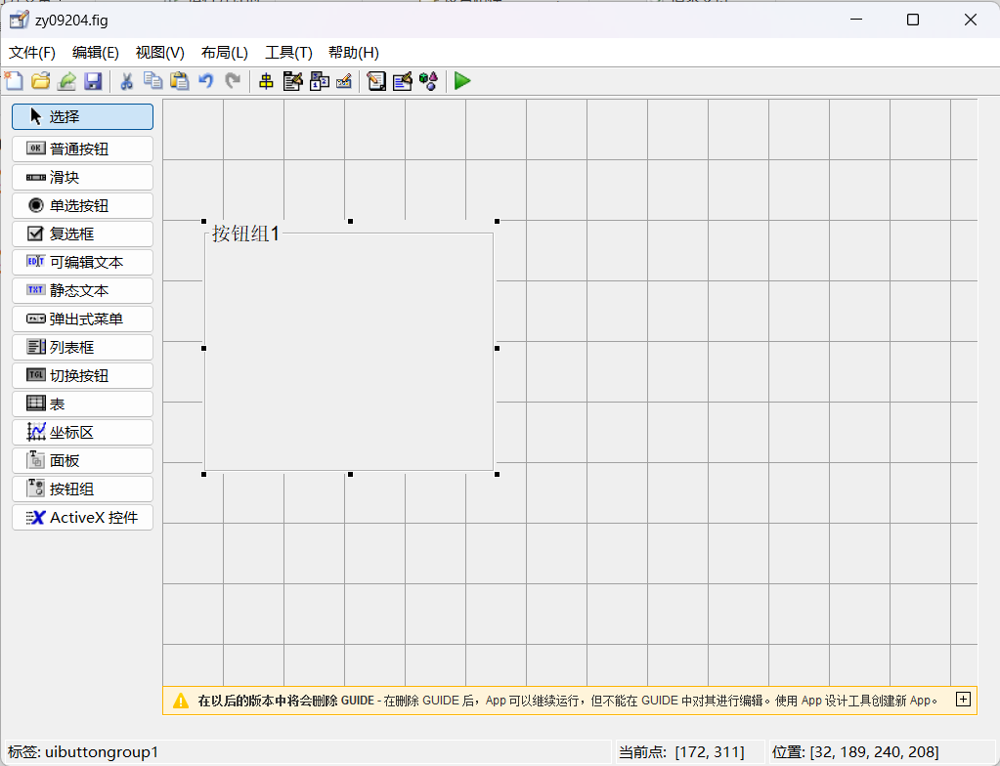 zy09204.fig
文件(F) 编辑(E) 视图(V) 布局(L) 工具(T) 帮助(H)
选择
OK 普通按钮
滑块
单选按钮
复选框
EDIT 可编辑文本
TXT 静态文本
弹出式菜单
列表框
TGL 切换按钮
表
坐标区
T 面板
T 按钮组
X ActiveX 控件
按钮组1
在以后的版本中将会删除 GUIDE - 在删除 GUIDE 后，App 可以继续运行，但不能在 GUIDE 中对其进行编辑。使用 App 设计工具创建新 App。
标签: uibuttongroup1 当前点: [172, 311] 位置: [32, 189, 240, 208]